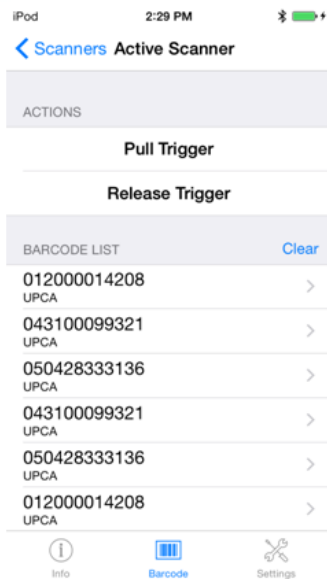 iPod 2:29 PM
Scanners Active Scanner
ACTIONS
Pull Trigger
Release Trigger
BARCODE LIST Clear
012000014208
UPCA
043100099321
UPCA
050428333136
UPCA
043100099321
UPCA
050428333136
UPCA
012000014208
UPCA
Info Barcode Settings